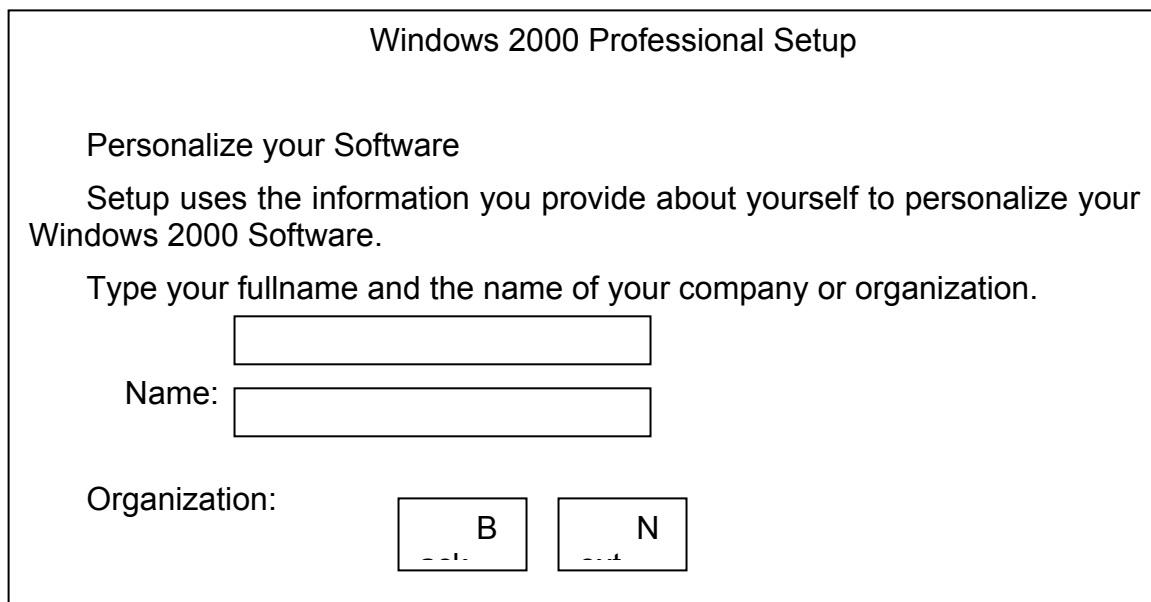 Windows 2000 Professional Setup
Personalize your Software
Setup uses the information you provide about yourself to personalize your
Windows 2000 Software.
Type your fullname and the name of your company or organization.
Name:
Organization:
B N